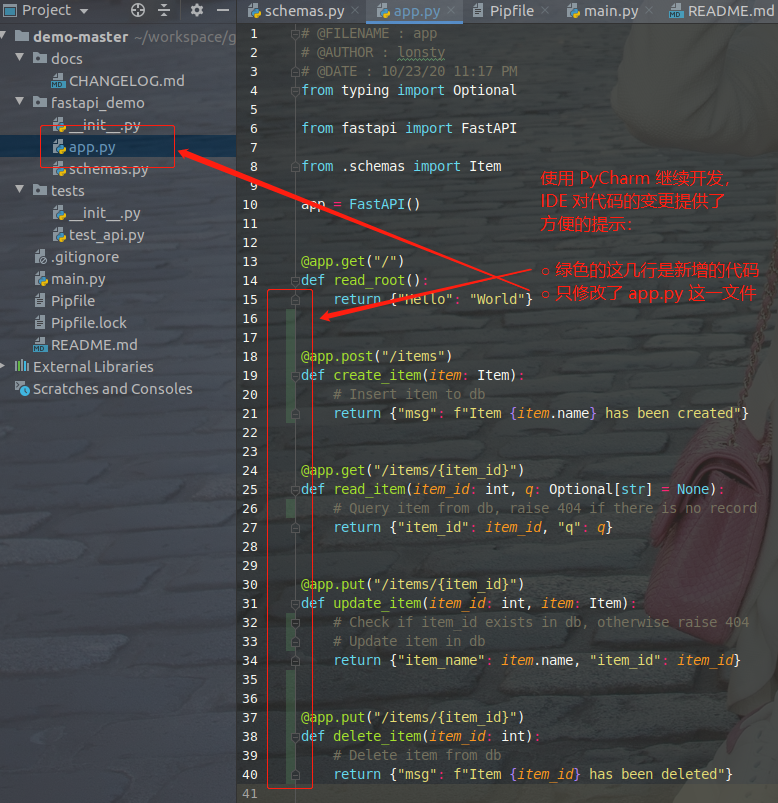 Project
schemas.py
app.py
Pipfile
main.py
README.md
demo-master ~/workspace/g
docs
CHANGELOG.md
fastapi_demo
__init__.py
app.py
schemas.py
tests
__init__.py
test_api.py
.gitignore
main.py
Pipfile
Pipfile.lock
README.md
External Libraries
Scratches and Consoles
1 # @FILENAME : app
2 # @AUTHOR : lonsty
3 # @DATE : 10/23/20 11:17 PM
4 from typing import Optional
5
6 from fastapi import FastAPI
7
8 from .schemas import Item
9
10 app = FastAPI()
11
12
13 @app.get("/")
14 def read_root():
15 return {"Hello": "World"}
16
17
18 @app.post("/items")
19 def create_item(item: Item):
20 # Insert item to db
21 return {"msg": f"Item {item.name} has been created"}
22
23
24 @app.get("/items/{item_id}")
25 def read_item(item_id: int, q: Optional[str] = None):
26 # Query item from db, raise 404 if there is no record
27 return {"item_id": item_id, "q": q}
28
29
30 @app.put("/items/{item_id}")
31 def update_item(item_id: int, item: Item):
32 # Check if item_id exists in db, otherwise raise 404
33 # Update item in db
34 return {"item_name": item.name, "item_id": item_id}
35
36
37 @app.put("/items/{item_id}")
38 def delete_item(item_id: int):
39 # Delete item from db
40 return {"msg": f"Item {item_id} has been deleted"}
41
使用 PyCharm 继续开发，
IDE 对代码的变更提供了
方便的提示：
○ 绿色的这几行是新增的代码
○ 只修改了 app.py 这一文件